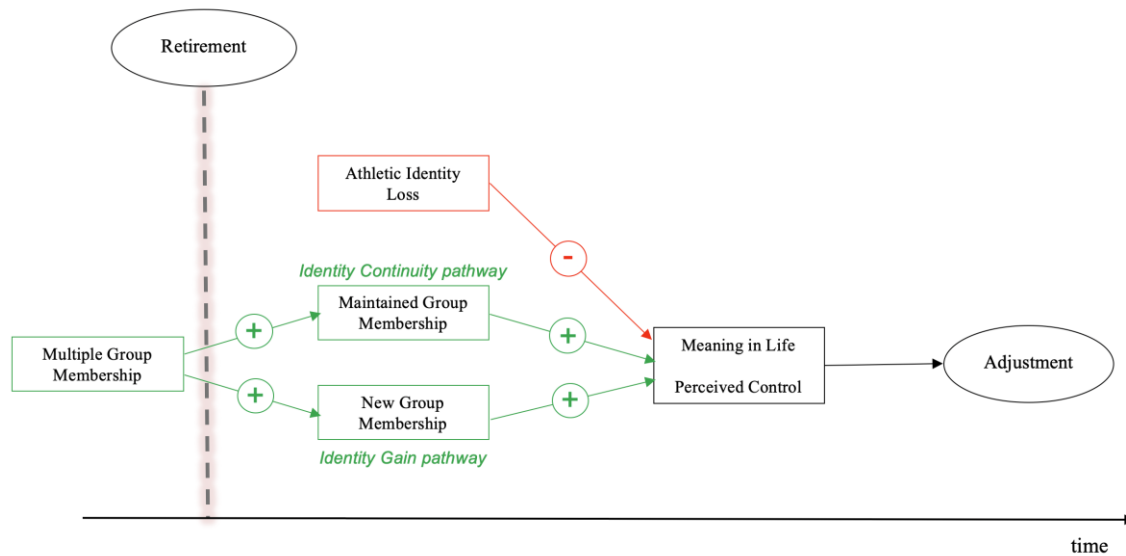 Retirement
Athletic Identity
Loss
-
Identity Continuity pathway
Maintained Group
Membership
+
+
Multiple Group
Membership
Meaning in Life
Perceived Control
Adjustment
+
+
New Group
Membership
Identity Gain pathway
time